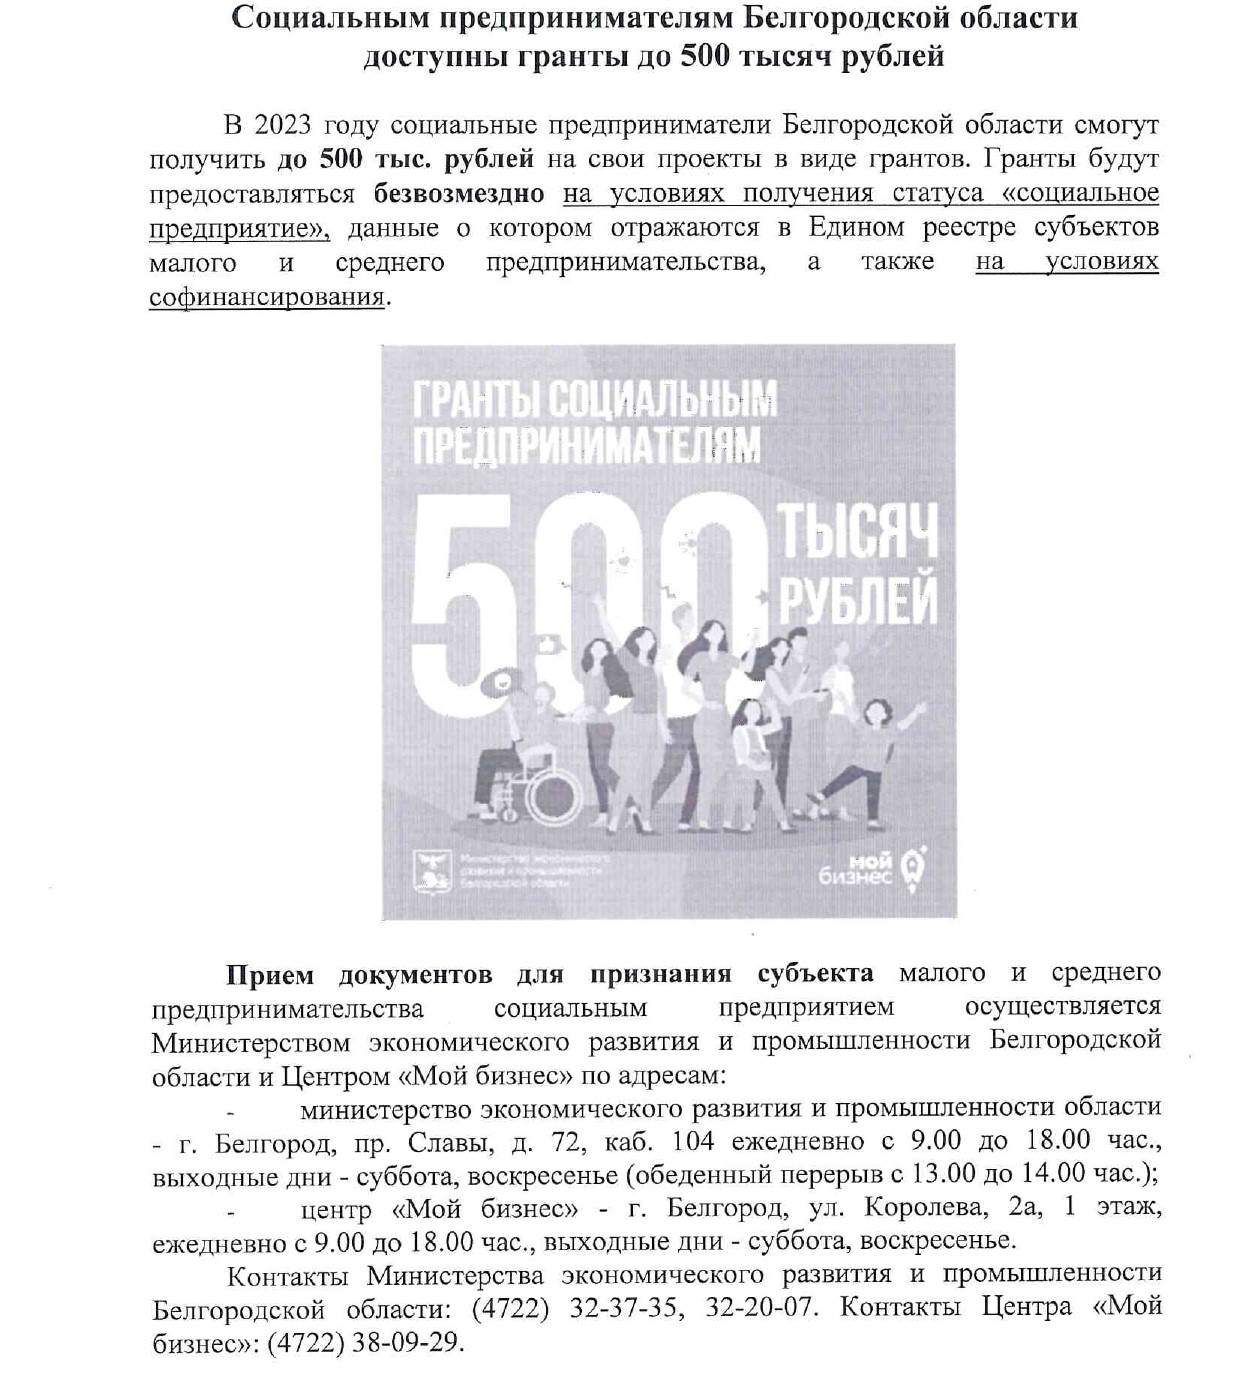 Социальным предпринимателям Белгородской области
доступны гранты до 500 тысяч рублей
В 2023 году социальные предприниматели Белгородской области смогут
получить до 500 тыс. рублей на свои проекты в виде грантов. Гранты будут
предоставляться безвозмездно на условиях получения статуса «социальное
предприятие», данные о котором отражаются в Едином реестре субъектов
малого и среднего предпринимательства, а также на условиях
софинансирования.
ГРАНТЫ СОЦИАЛЬНЫМ
ПРЕДПРИНИМАТЕЛЯМ
500 ТЫСЯЧ
РУБЛЕЙ
Министерство экономического
развития и промышленности
Белгородской области
мой
бизнес
Прием документов для признания субъекта малого и среднего
предпринимательства социальным предприятием осуществляется
Министерством экономического развития и промышленности Белгородской
области и Центром «Мой бизнес» по адресам:
- министерство экономического развития и промышленности области
- г. Белгород, пр. Славы, д. 72, каб. 104 ежедневно с 9.00 до 18.00 час.,
выходные дни - суббота, воскресенье (обеденный перерыв с 13.00 до 14.00 час.);
- центр «Мой бизнес» - г. Белгород, ул. Королева, 2а, 1 этаж,
ежедневно с 9.00 до 18.00 час., выходные дни - суббота, воскресенье.
Контакты Министерства экономического развития и промышленности
Белгородской области: (4722) 32-37-35, 32-20-07. Контакты Центра «Мой
бизнес»: (4722) 38-09-29.